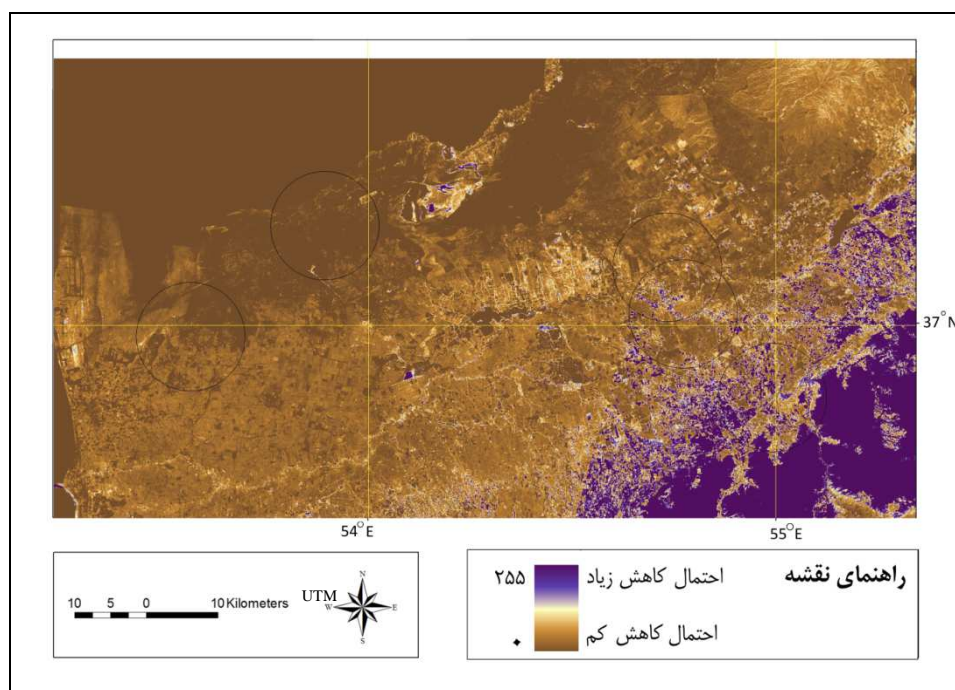 37°N
54°E
55°E
10 5 0 10 Kilometers
UTM
N
W E
S
راهنمای نقشه
احتمال کاهش زیاد ۲۵۵
احتمال کاهش کم ۰